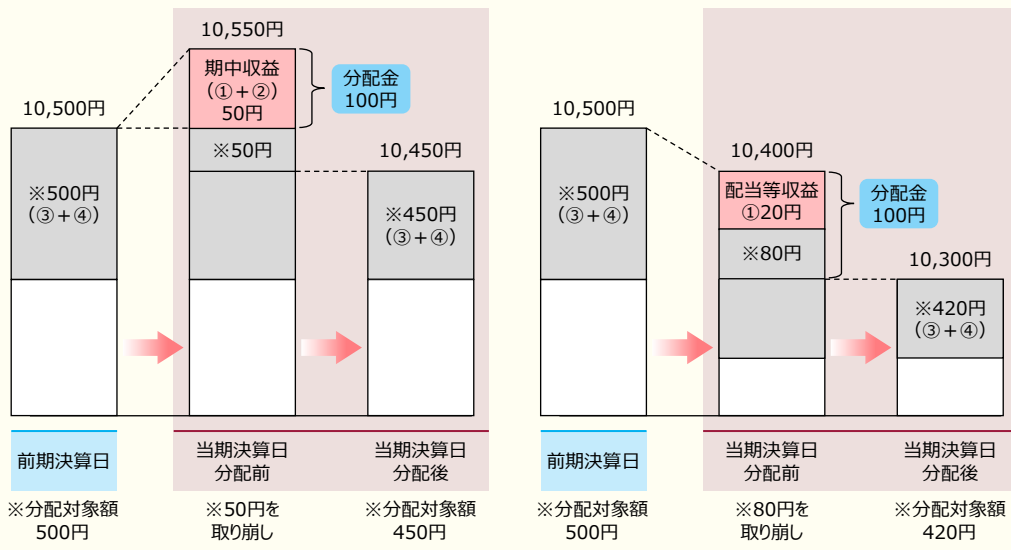 10,550円
期中収益
（①＋②）
50円
分配金
100円
10,500円
※50円
10,450円
※500円
（③＋④）
※450円
（③＋④）
前期決算日
当期決算日
分配前
当期決算日
分配後
※分配対象額
500円
※50円を
取り崩し
※分配対象額
450円
10,500円
10,400円
配当等収益
①20円
分配金
100円
※500円
（③＋④）
※80円
10,300円
※420円
（③＋④）
前期決算日
当期決算日
分配前
当期決算日
分配後
※分配対象額
500円
※80円を
取り崩し
※分配対象額
420円